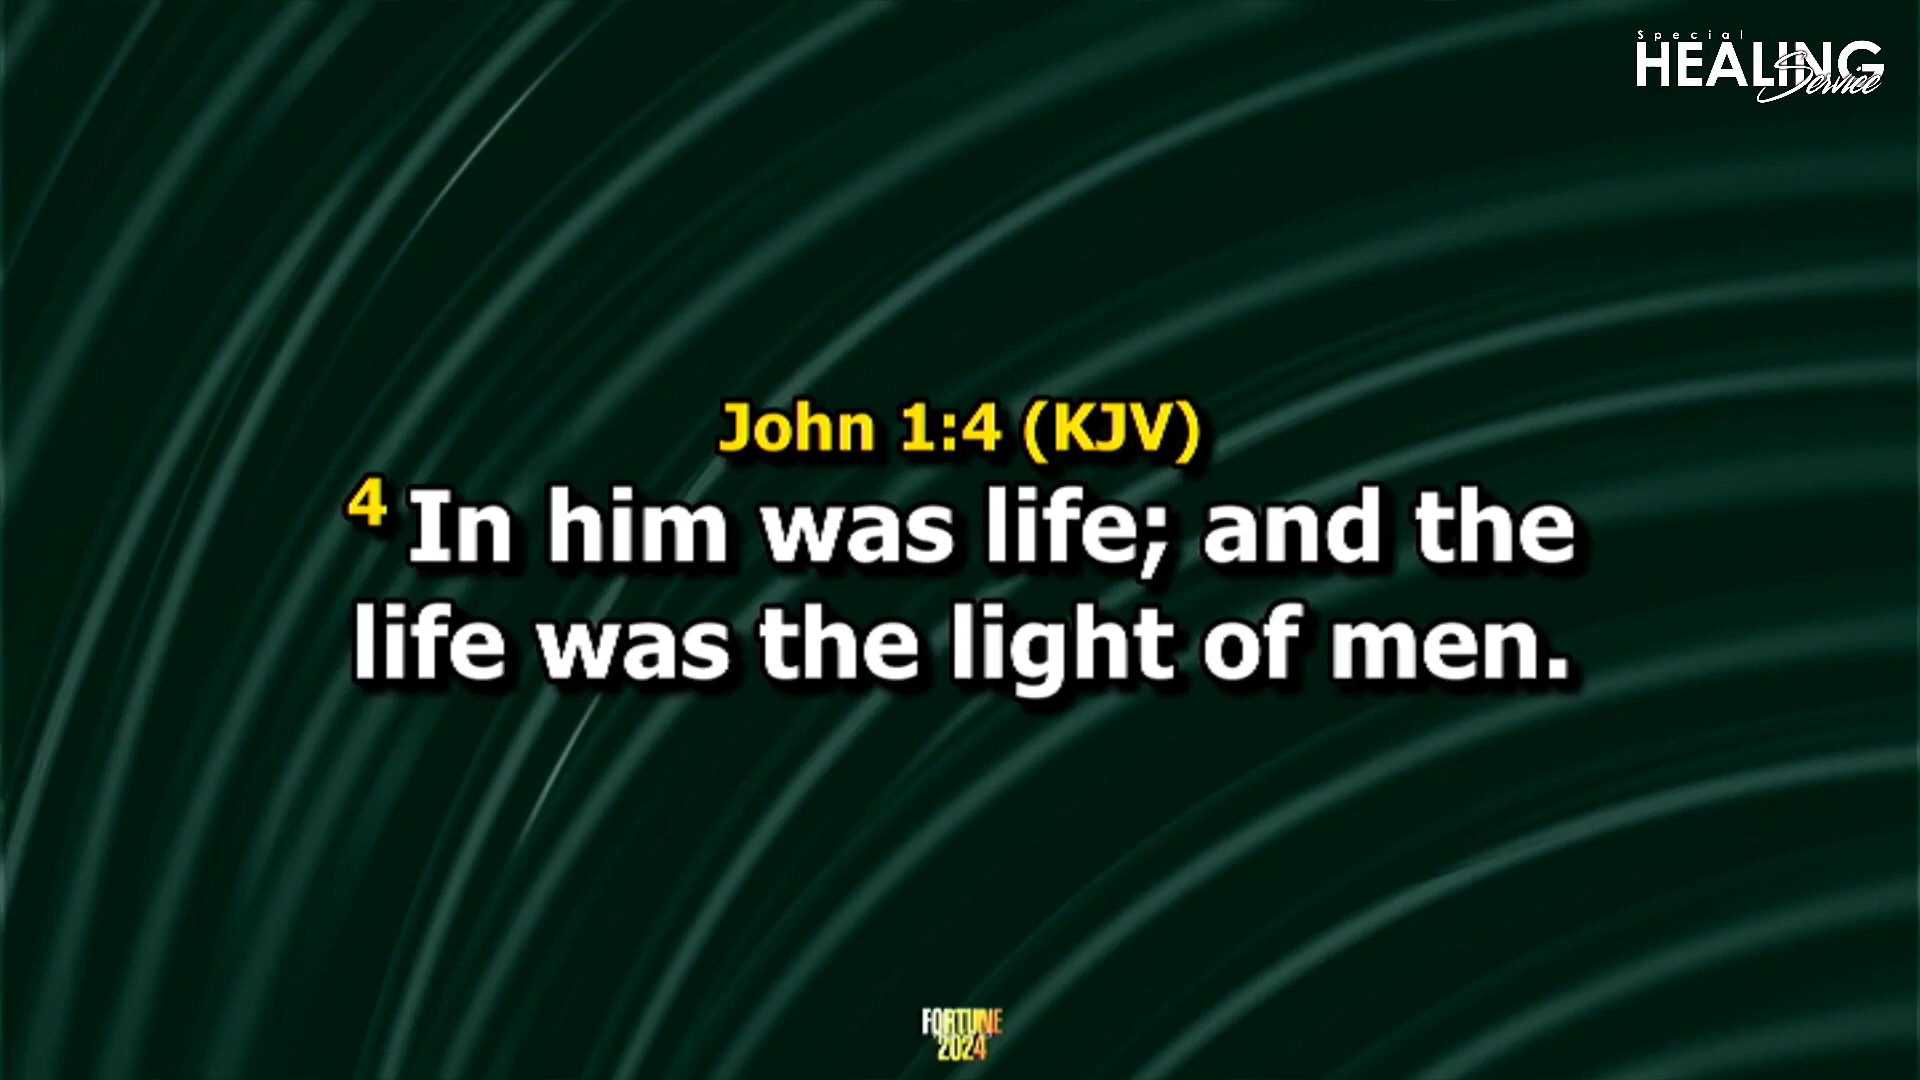 Special
HEALING
Service
John 1:4 (KJV)
4 In him was life; and the
life was the light of men.
FORTUNE
2024